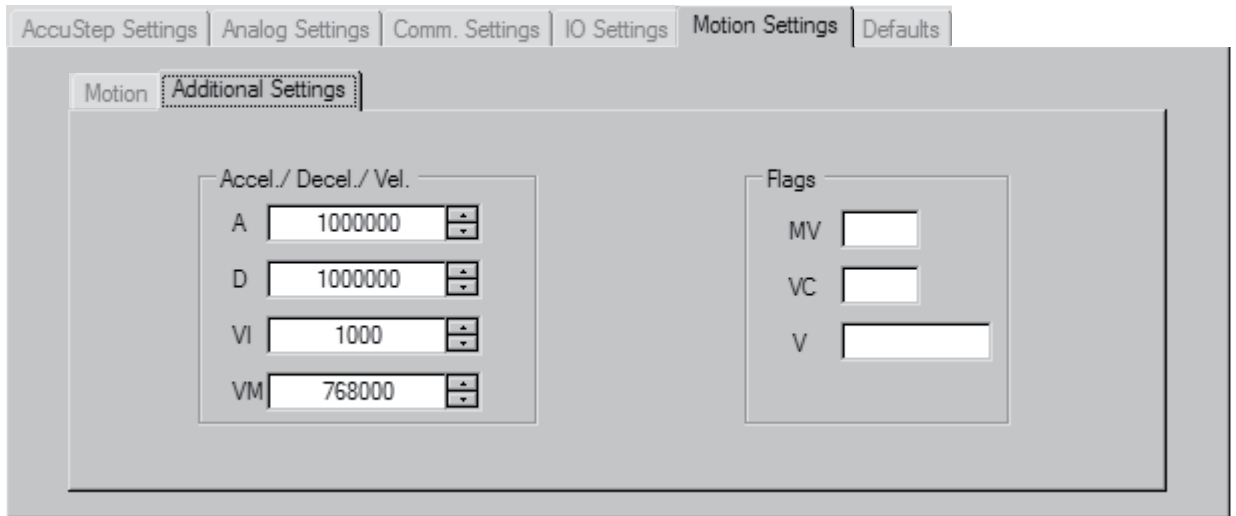 AccuStep Settings Analog Settings Comm. Settings IO Settings Motion Settings Defaults
Motion Additional Settings
Accel./ Decel./ Vel.
A 1000000
D 1000000
VI 1000
VM 768000
Flags
MV
VC
V